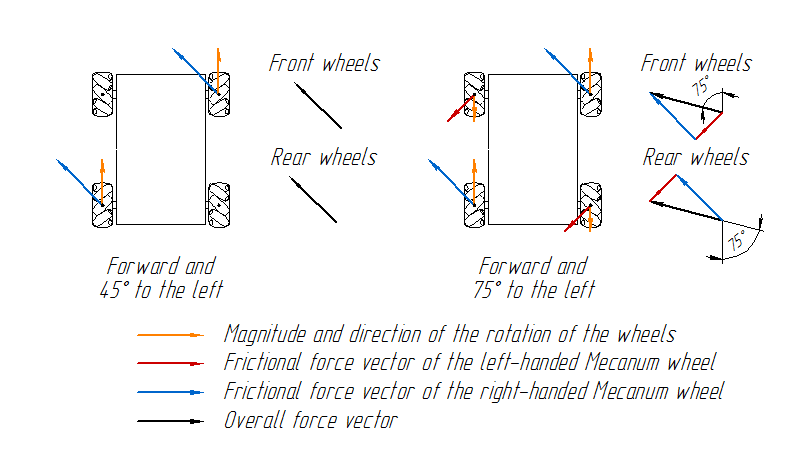 Front wheels
Rear wheels
Forward and
45° to the left
Front wheels
75°
Rear wheels
75°
Forward and
75° to the left
Magnitude and direction of the rotation of the wheels
Frictional force vector of the left-handed Mecanum wheel
Frictional force vector of the right-handed Mecanum wheel
Overall force vector